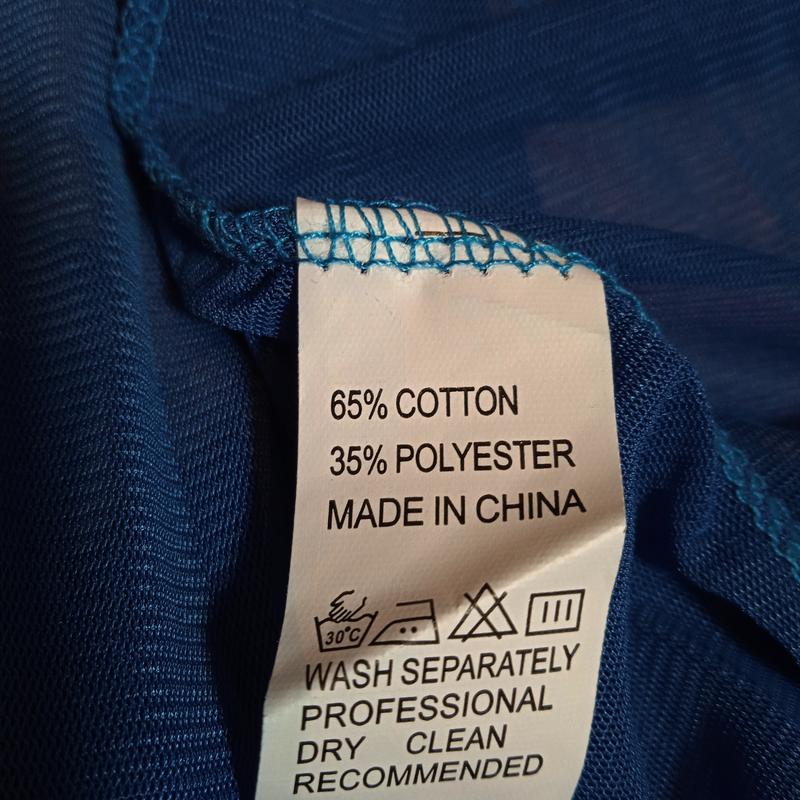 65% COTTON
35% POLYESTER
MADE IN CHINA
30°C
WASH SEPARATELY
PROFESSIONAL
DRY CLEAN
RECOMMENDED